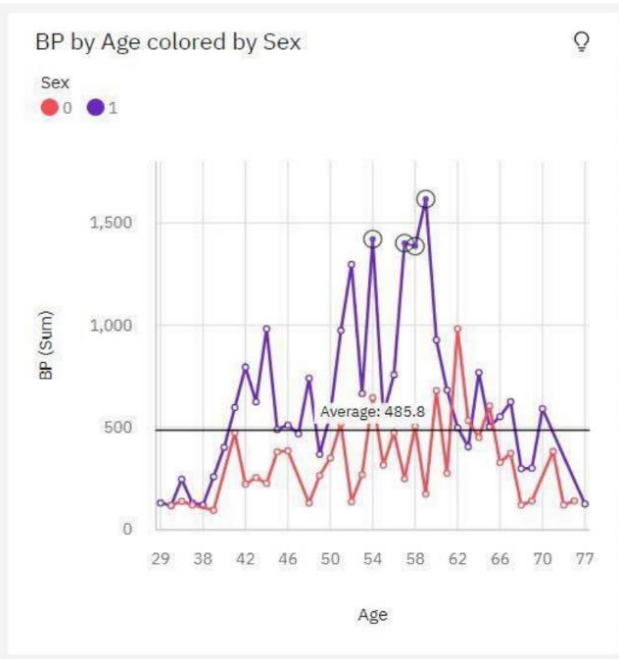 BP by Age colored by Sex
Sex
0 1
1,500
1,000
500
0
BP (Sum)
Average: 485.8
29 38 42 46 50 54 58 62 66 70 77
Age